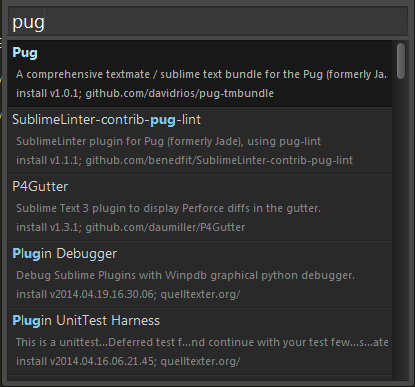 pug
Pug
A comprehensive textmate / sublime text bundle for the Pug (formerly Ja...
install v1.0.1; github.com/davidrios/pug-tmbundle
SublimeLinter-contrib-pug-lint
SublimeLinter plugin for Pug (formerly Jade), using pug-lint
install v1.1.1; github.com/benedfit/SublimeLinter-contrib-pug-lint
P4Gutter
Sublime Text 3 plugin to display Perforce diffs in the gutter.
install v1.3.1; github.com/daumiller/P4Gutter
Plugin Debugger
Debug Sublime Plugins with Winpdb graphical python debugger.
install v2014.04.19.16.30.06; quelltexter.org/
Plugin UnitTest Harness
This is a unittest...Deferred test f...nd continue with your test few...s...ate
install v2014.04.16.06.21.45; quelltexter.org/